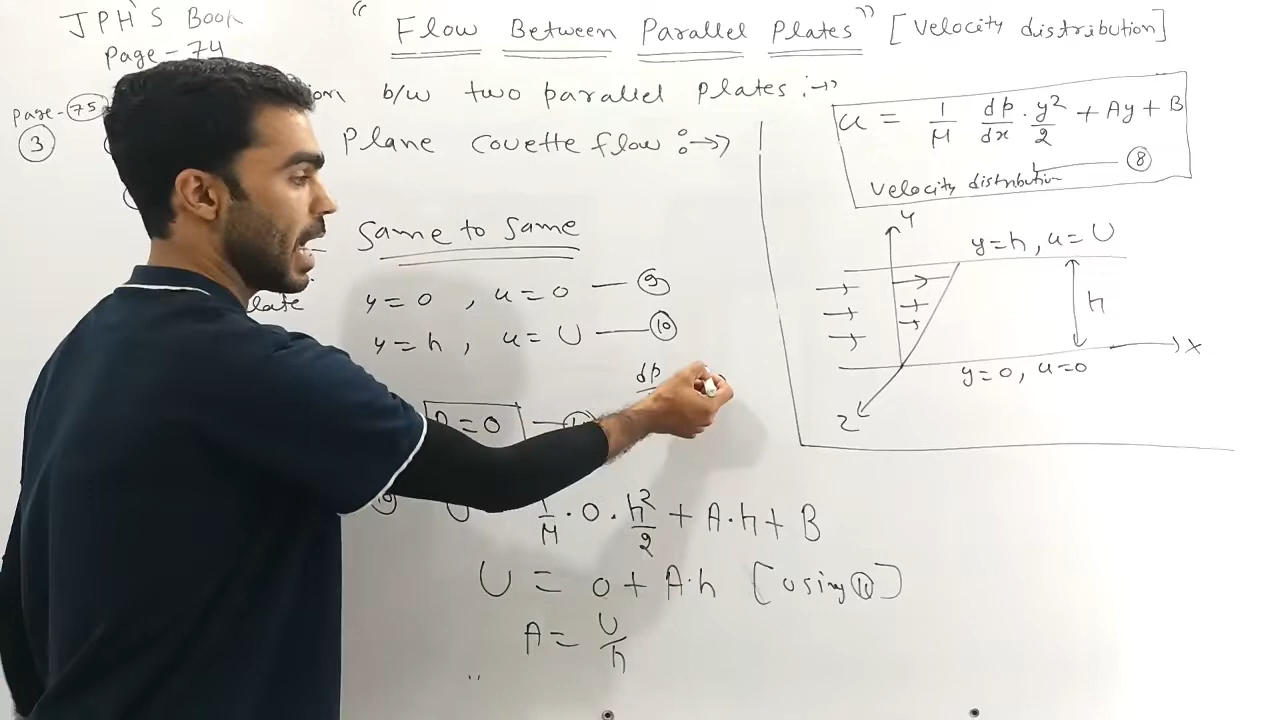 JPH'S Book
Page-74
Page-75
3
" Flow Between Parallel Plates " [Velocity distribution]
b/w two parallel plates :→
Plane Couette flow :→
Same to Same
y=0 , u=0 — 9
y=h , u=U — 10
dp
=0
U 1/μ · 0 · h²/2 + A·h + B
U = 0 + A·h [Using 11]
A = U/h
u = 1/μ dp/dx · y²/2 + Ay + B
8
Velocity distribution
y
y=h, u=U
h
x
y=0, u=0
z